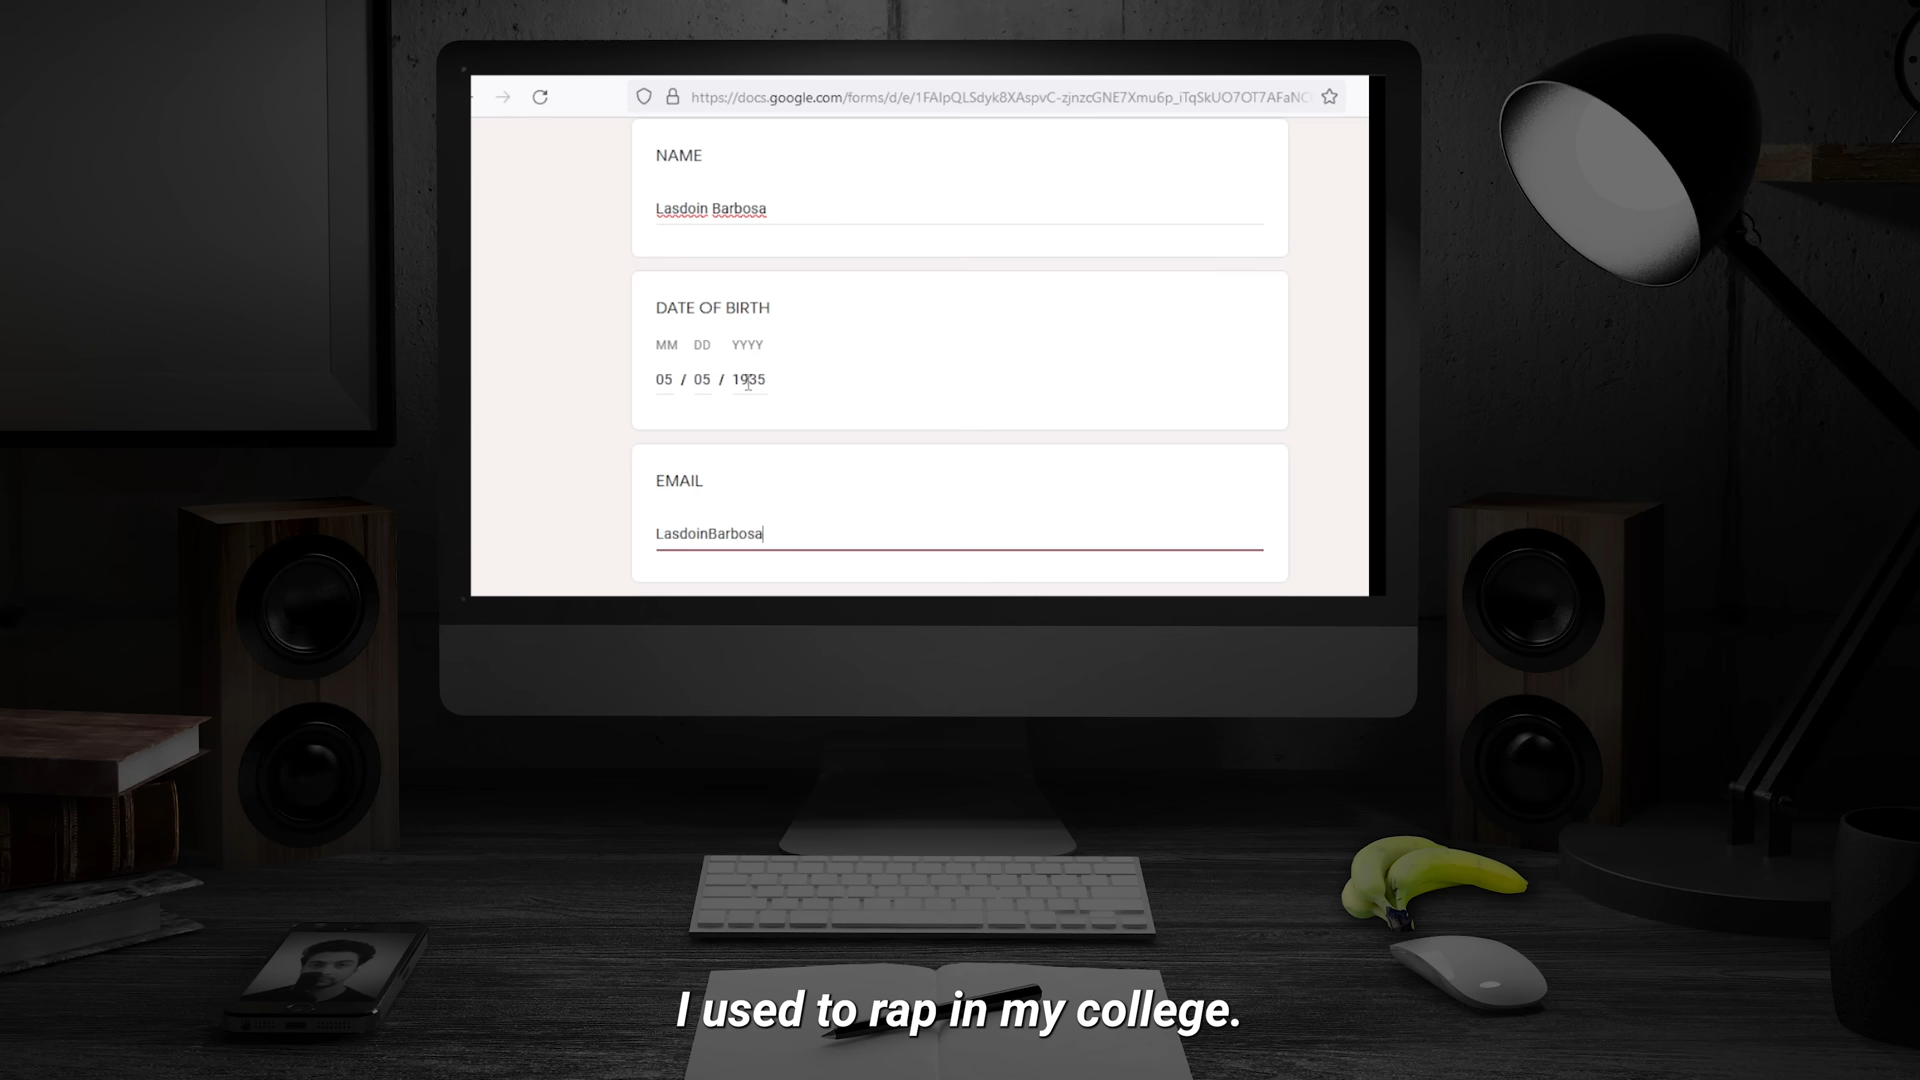 https://docs.google.com/forms/d/e/1FAIpQLSdyk8XAspvC-zjnzcGNE7Xmu6p_iTqSkUO7OT7AFaNC
NAME
Lasdoin Barbosa
DATE OF BIRTH
MM DD YYYY
05 / 05 / 1935
EMAIL
LasdoinBarbosa
I used to rap in my college.